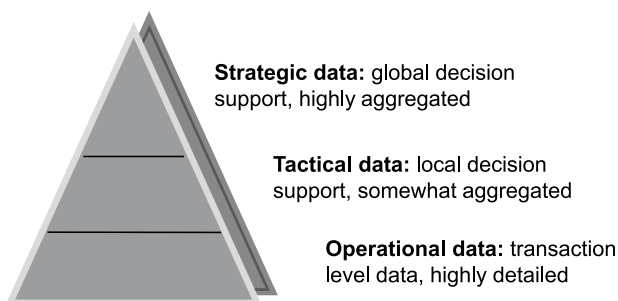 Strategic data: global decision
support, highly aggregated
Tactical data: local decision
support, somewhat aggregated
Operational data: transaction
level data, highly detailed